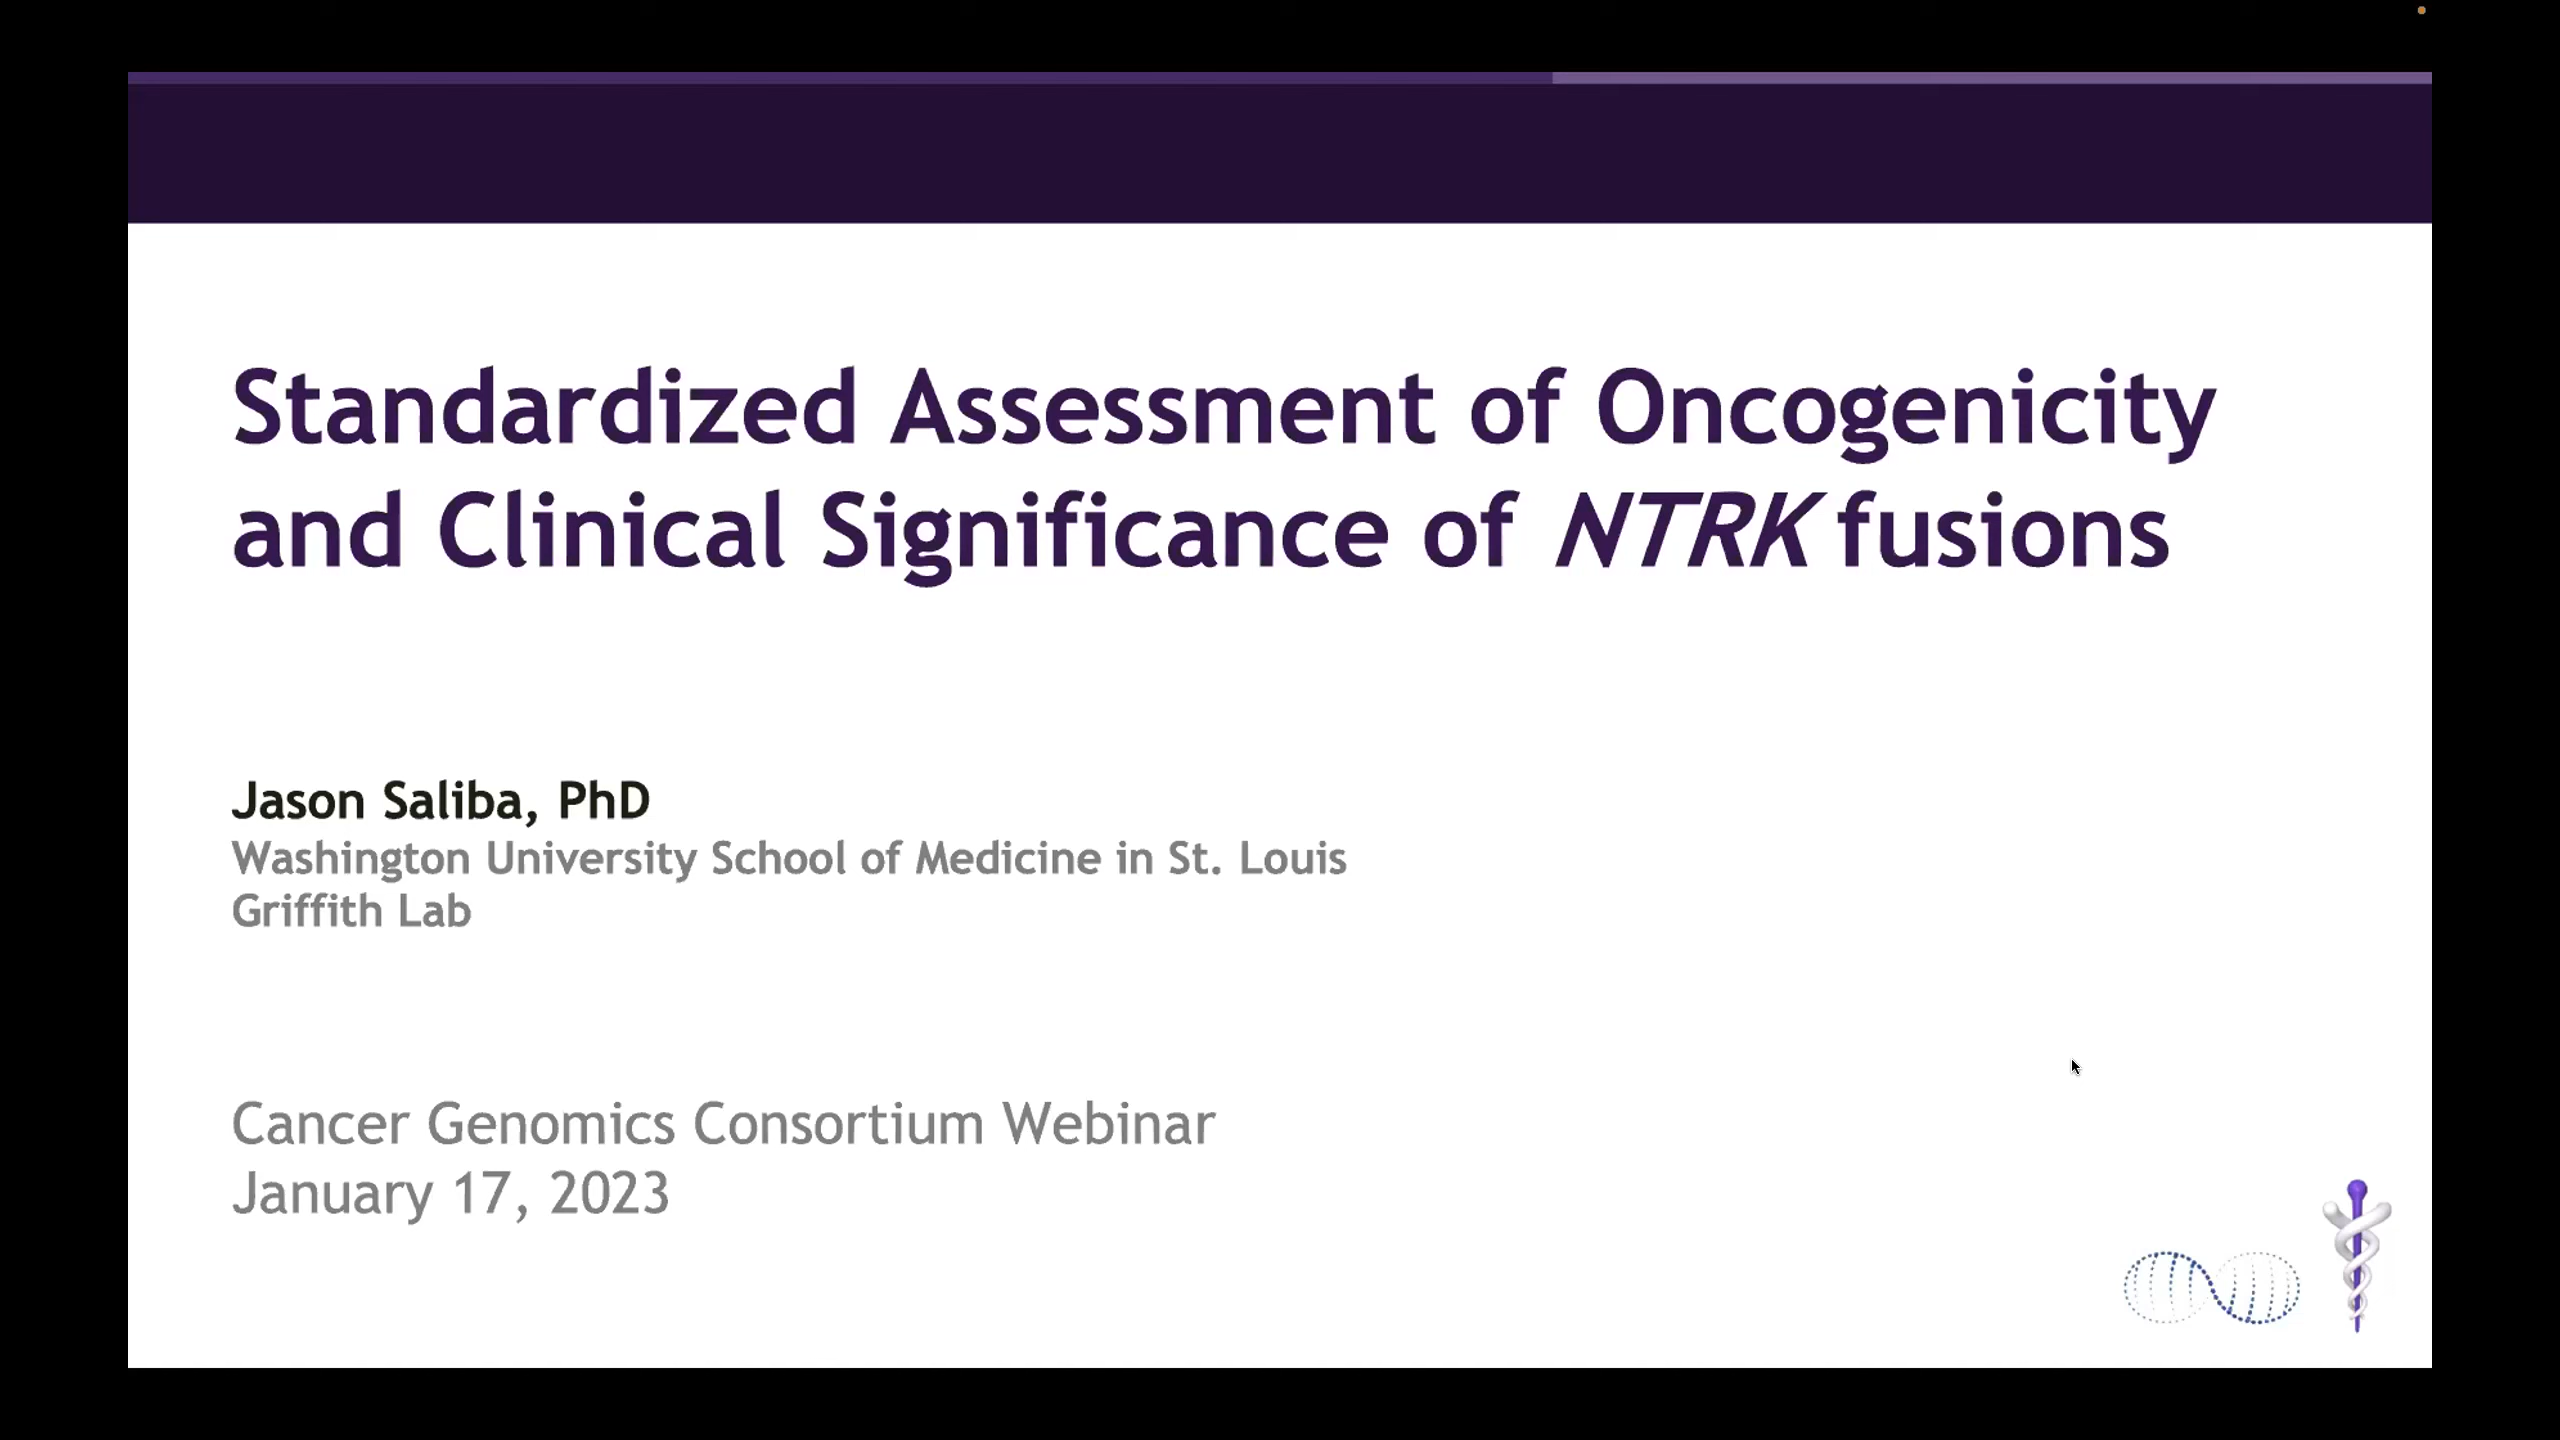 Standardized Assessment of Oncogenicity
and Clinical Significance of NTRK fusions
Jason Saliba, PhD
Washington University School of Medicine in St. Louis
Griffith Lab
Cancer Genomics Consortium Webinar
January 17, 2023